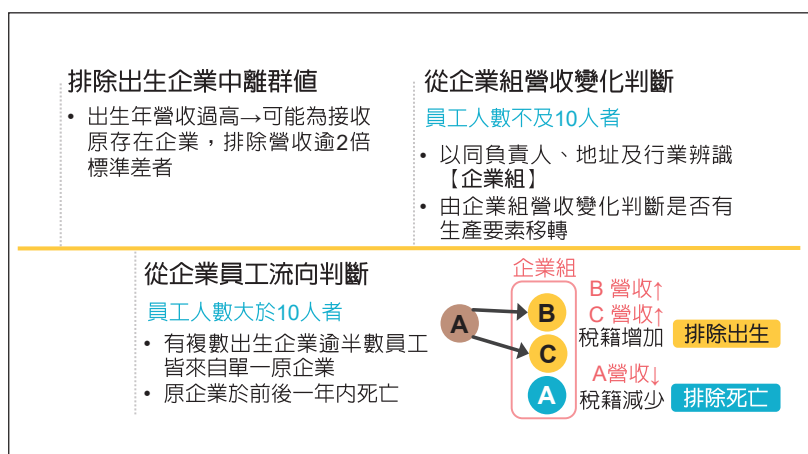 排除出生企業中離群值
• 出生年營收過高→可能為接收
原存在企業，排除營收逾2倍
標準差者
從企業組營收變化判斷
員工人數不及10人者
• 以同負責人、地址及行業辨識
【企業組】
• 由企業組營收變化判斷是否有
生產要素移轉
從企業員工流向判斷
員工人數大於10人者
• 有複數出生企業逾半數員工
皆來自單一原企業
• 原企業於前後一年内死亡
企業組
A
B
C
A
B 營收↑
C 營收↑
稅籍增加
排除出生
A營收↓
稅籍減少
排除死亡